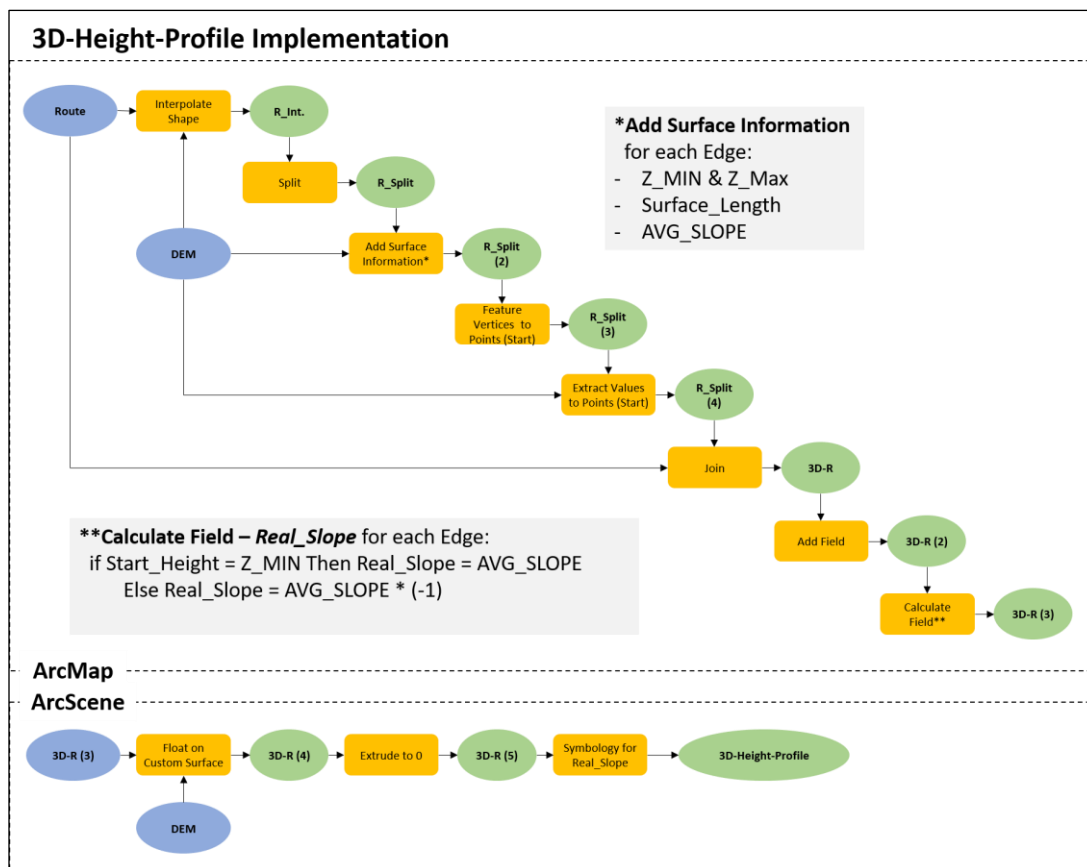 3D-Height-Profile Implementation
Route
Interpolate
Shape
R_Int.
*Add Surface Information
for each Edge:
- Z_MIN & Z_Max
- Surface_Length
- AVG_SLOPE
Split
R_Split
DEM
Add Surface
Information*
R_Split
(2)
Feature
Vertices to
Points (Start)
R_Split
(3)
Extract Values
to Points (Start)
R_Split
(4)
Join
3D-R
**Calculate Field – Real_Slope for each Edge:
if Start_Height = Z_MIN Then Real_Slope = AVG_SLOPE
Else Real_Slope = AVG_SLOPE * (-1)
Add Field
3D-R (2)
Calculate
Field**
3D-R (3)
ArcMap
ArcScene
3D-R (3)
Float on
Custom Surface
3D-R (4)
Extrude to 0
3D-R (5)
Symbology for
Real_Slope
3D-Height-Profile
DEM